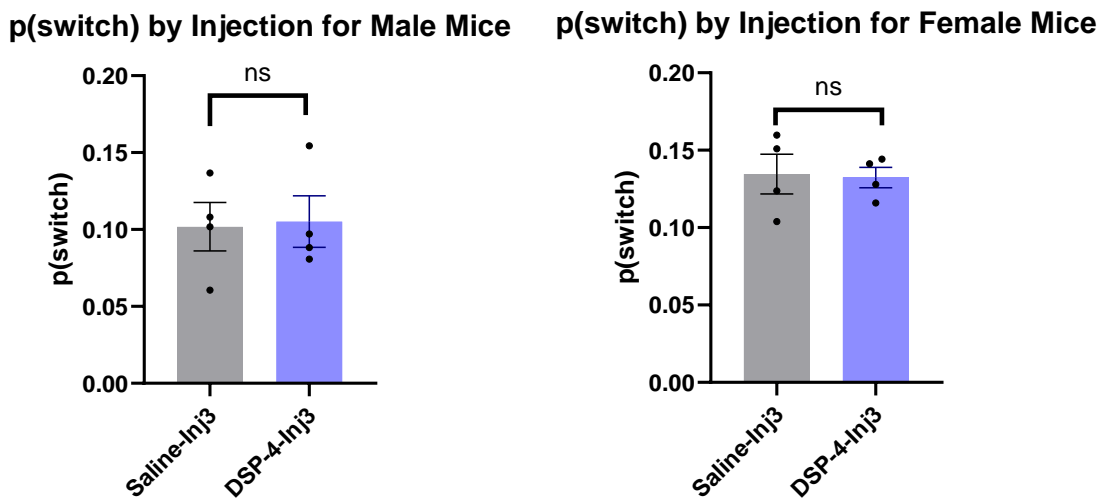 p(switch) by Injection for Male Mice
ns
0.20
0.15
0.10
0.05
0.00
p(switch)
Saline-Inj3
DSP-4-Inj3
p(switch) by Injection for Female Mice
ns
0.20
0.15
0.10
0.05
0.00
p(switch)
Saline-Inj3
DSP-4-Inj3